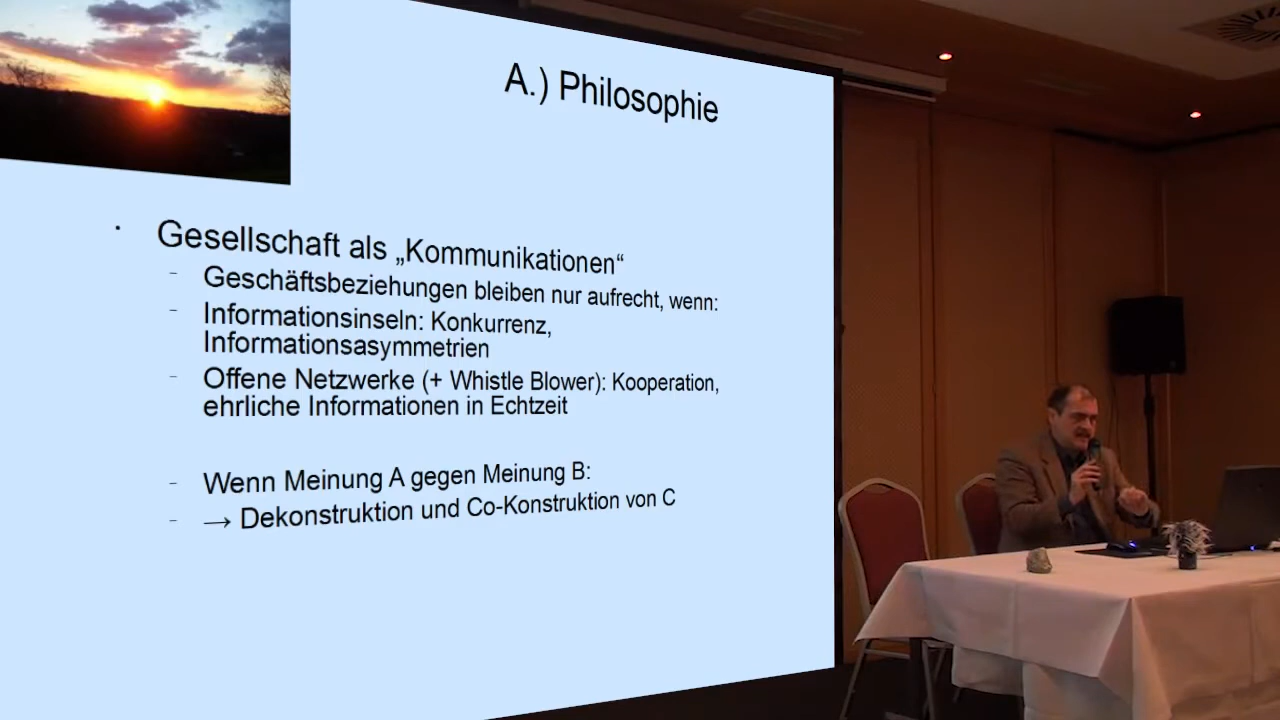 A.) Philosophie
Gesellschaft als „Kommunikationen“
Geschäftsbeziehungen bleiben nur aufrecht, wenn:
Informationsinseln: Konkurrenz,
Informationsasymmetrien
Offene Netzwerke (+ Whistle Blower): Kooperation,
ehrliche Informationen in Echtzeit
Wenn Meinung A gegen Meinung B:
→ Dekonstruktion und Co-Konstruktion von C